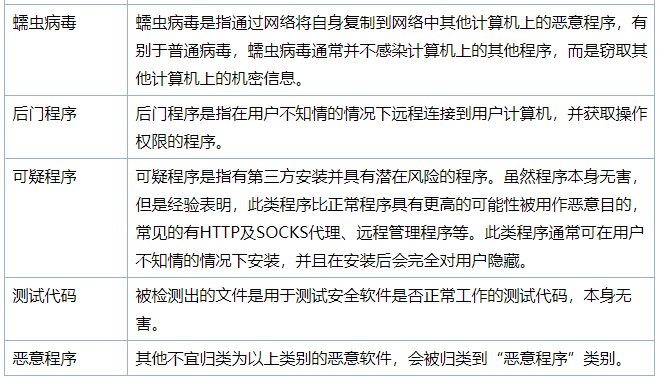 蠕虫病毒
蠕虫病毒是指通过网络将自身复制到网络中其他计算机上的恶意程序，有
别于普通病毒，蠕虫病毒通常并不感染计算机上的其他程序，而是窃取其
他计算机上的机密信息。
后门程序
后门程序是指在用户不知情的情况下远程连接到用户计算机，并获取操作
权限的程序。
可疑程序
可疑程序是指有第三方安装并具有潜在风险的程序。虽然程序本身无害，
但是经验表明，此类程序比正常程序具有更高的可能性被用作恶意目的，
常见的有HTTP及SOCKS代理、远程管理程序等。此类程序通常可在用户
不知情的情况下安装，并且在安装后会完全对用户隐藏。
测试代码
被检测出的文件是用于测试安全软件是否正常工作的测试代码，本身无
害。
恶意程序
其他不宜归类为以上类别的恶意软件，会被归类到“恶意程序”类别。